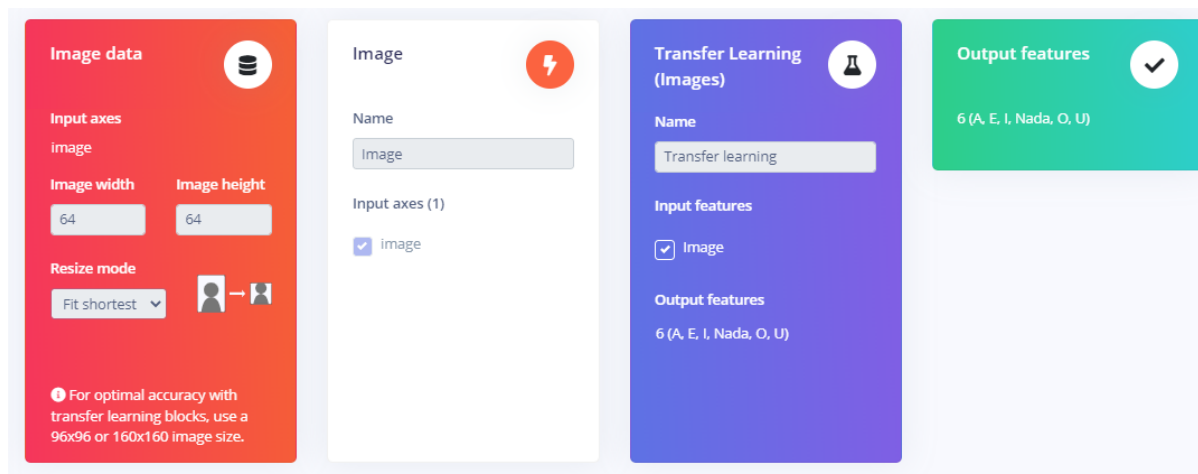 Image data
Input axes
image
Image width
Image height
64
64
Resize mode
Fit shortest
For optimal accuracy with
transfer learning blocks, use a
96x96 or 160x160 image size.
Image
Name
Image
Input axes (1)
image
Transfer Learning
(Images)
Name
Transfer learning
Input features
Image
Output features
6 (A, E, I, Nada, O, U)
Output features
6 (A, E, I, Nada, O, U)